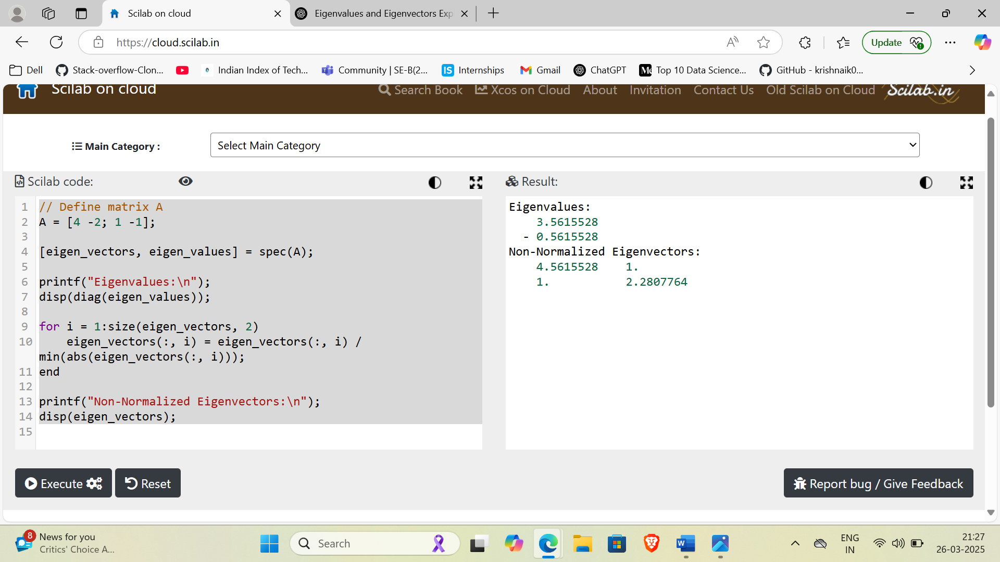 Scilab on cloud
Eigenvalues and Eigenvectors Exp
https://cloud.scilab.in
Update
Dell
Stack-overflow-Clon...
Indian Index of Tech...
Community | SE-B(2...
IS
Internships
Gmail
ChatGPT
Top 10 Data Science...
GitHub - krishnaik0...
Scilab on cloud
Search Book
Xcos on Cloud
About
Invitation
Contact Us
Old Scilab on Cloud
Scilab.in
Main Category :
Select Main Category
Scilab code:
1 // Define matrix A
2 A = [4 -2; 1 -1];
3
4 [eigen_vectors, eigen_values] = spec(A);
5
6 printf("Eigenvalues:\n");
7 disp(diag(eigen_values));
8
9 for i = 1:size(eigen_vectors, 2)
10     eigen_vectors(:, i) = eigen_vectors(:, i) /
min(abs(eigen_vectors(:, i)));
11 end
12
13 printf("Non-Normalized Eigenvectors:\n");
14 disp(eigen_vectors);
15
Result:
Eigenvalues:
3.5615528
- 0.5615528
Non-Normalized Eigenvectors:
4.5615528    1.
1.           2.2807764
Execute
Reset
Report bug / Give Feedback
8
News for you
Critics' Choice A...
Search
ENG
IN
21:27
26-03-2025